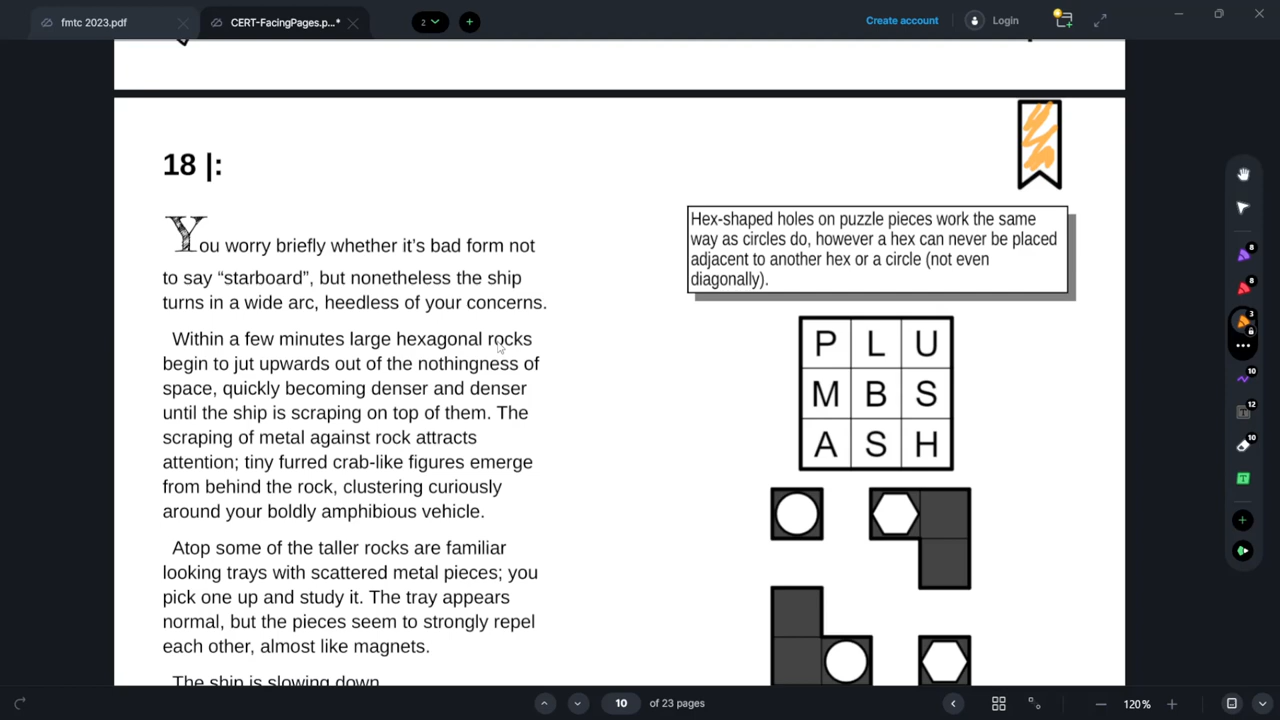 fmtc 2023.pdf
CERT-FacingPages.p...*
2
Create account
Login
18 |:
You worry briefly whether it's bad form not
to say “starboard”, but nonetheless the ship
turns in a wide arc, heedless of your concerns.
Within a few minutes large hexagonal rocks
begin to jut upwards out of the nothingness of
space, quickly becoming denser and denser
until the ship is scraping on top of them. The
scraping of metal against rock attracts
attention; tiny furred crab-like figures emerge
from behind the rock, clustering curiously
around your boldly amphibious vehicle.
Atop some of the taller rocks are familiar
looking trays with scattered metal pieces; you
pick one up and study it. The tray appears
normal, but the pieces seem to strongly repel
each other, almost like magnets.
The ship is slowing down
Hex-shaped holes on puzzle pieces work the same
way as circles do, however a hex can never be placed
adjacent to another hex or a circle (not even
diagonally).
P L U
M B S
A S H
8
8
3
10
12
10
10
of 23 pages
120%